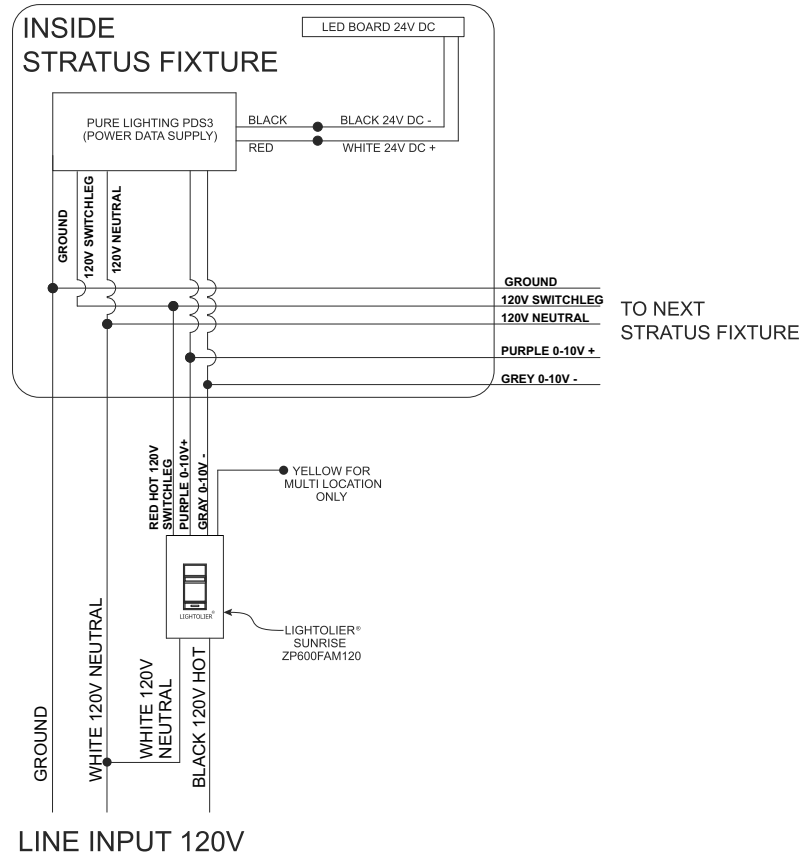 INSIDE
STRATUS FIXTURE
LED BOARD 24V DC
PURE LIGHTING PDS3
(POWER DATA SUPPLY)
BLACK
BLACK 24V DC -
RED
WHITE 24V DC +
GROUND
120V SWITCHLEG
120V NEUTRAL
GROUND
120V SWITCHLEG
120V NEUTRAL
PURPLE 0-10V +
GREY 0-10V -
TO NEXT
STRATUS FIXTURE
RED HOT 120V
SWITCHLEG
PURPLE 0-10V+
GRAY 0-10V -
YELLOW FOR
MULTI LOCATION
ONLY
LIGHTOLIER®
LIGHTOLIER®
SUNRISE
ZP600FAM120
GROUND
WHITE 120V NEUTRAL
WHITE 120V
NEUTRAL
BLACK 120V HOT
LINE INPUT 120V